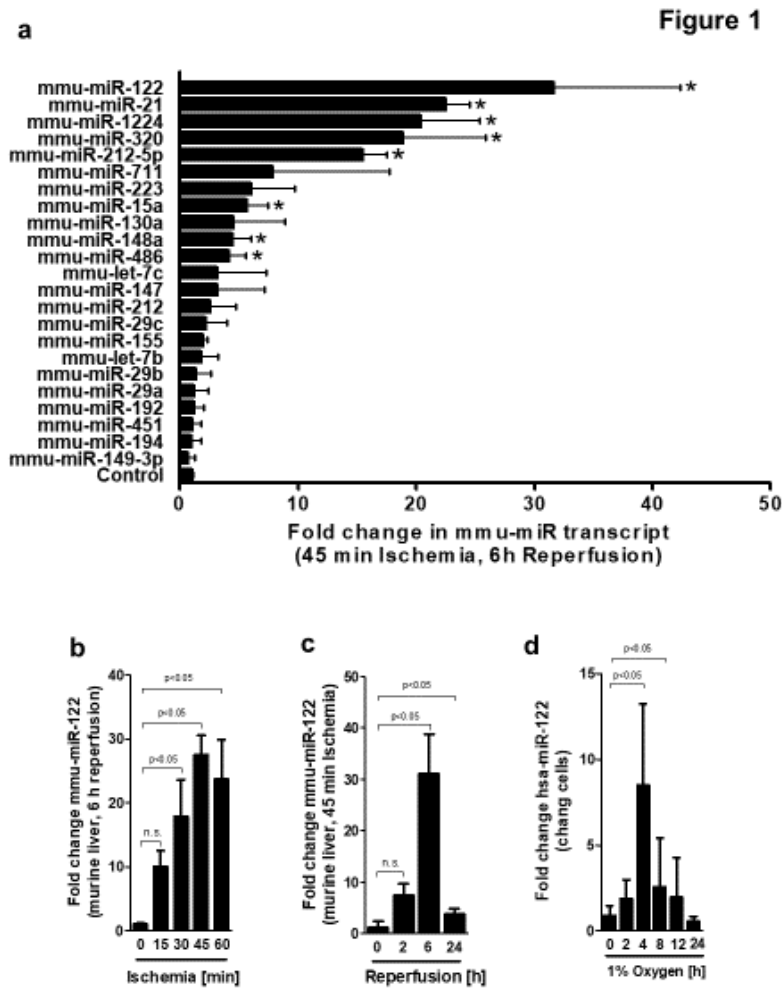 Figure 1
a
mmu-miR-122
*
mmu-miR-21
*
mmu-miR-1224
*
mmu-miR-320
*
mmu-miR-212-5p
*
mmu-miR-711
mmu-miR-223
mmu-miR-15a
*
mmu-miR-130a
mmu-miR-148a
*
mmu-miR-486
*
mmu-let-7c
mmu-miR-147
mmu-miR-212
mmu-miR-29c
mmu-miR-155
mmu-let-7b
mmu-miR-29b
mmu-miR-29a
mmu-miR-192
mmu-miR-451
mmu-miR-194
mmu-miR-149-3p
Control
0 10 20 30 40 50
Fold change in mmu-miR transcript
(45 min Ischemia, 6h Reperfusion)
b
Fold change mmu-miR-122
(murine liver, 6 h reperfusion)
40
30
20
10
0
p<0.05
p<0.05
p<0.05
n.s.
0 15 30 45 60
Ischemia [min]
c
Fold change mmu-miR-122
(murine liver, 45 min Ischemia)
50
40
30
20
10
0
p<0.05
p<0.05
n.s.
0 2 6 24
Reperfusion [h]
d
Fold change hsa-miR-122
(chang cells)
15
10
5
0
p<0.05
p<0.05
0 2 4 8 12 24
1% Oxygen [h]